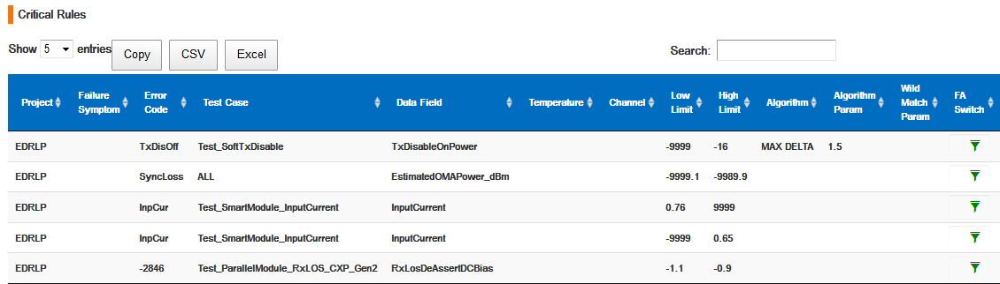 Critical Rules
Show 5 entries Copy CSV Excel Search:
Project Failure Symptom Error Code Test Case Data Field Temperature Channel Low Limit High Limit Algorithm Algorithm Param Wild Match Param FA Switch
EDRLP TxDisOff Test_SoftTxDisable TxDisableOnPower -9999 -16 MAX DELTA 1.5
EDRLP SyncLoss ALL EstimatedOMAPower_dBm -9999.1 -9989.9
EDRLP InpCur Test_SmartModule_InputCurrent InputCurrent 0.76 9999
EDRLP InpCur Test_SmartModule_InputCurrent InputCurrent -9999 0.65
EDRLP -2846 Test_ParallelModule_RxLOS_CXP_Gen2 RxLosDeAssertDCBias -1.1 -0.9